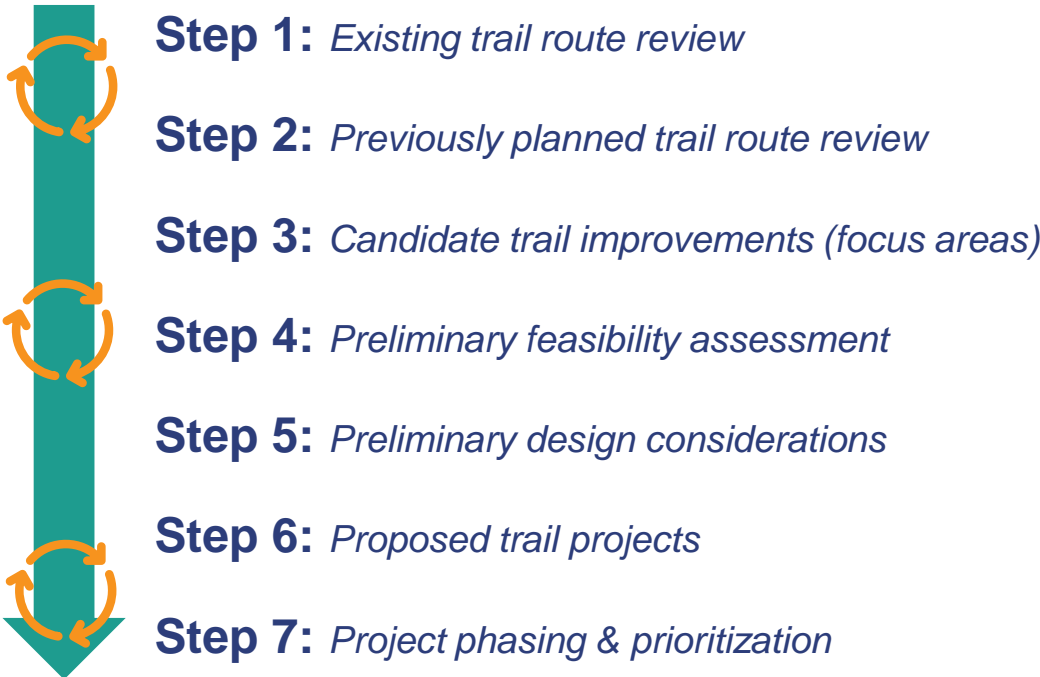 Step 1: Existing trail route review
Step 2: Previously planned trail route review
Step 3: Candidate trail improvements (focus areas)
Step 4: Preliminary feasibility assessment
Step 5: Preliminary design considerations
Step 6: Proposed trail projects
Step 7: Project phasing & prioritization